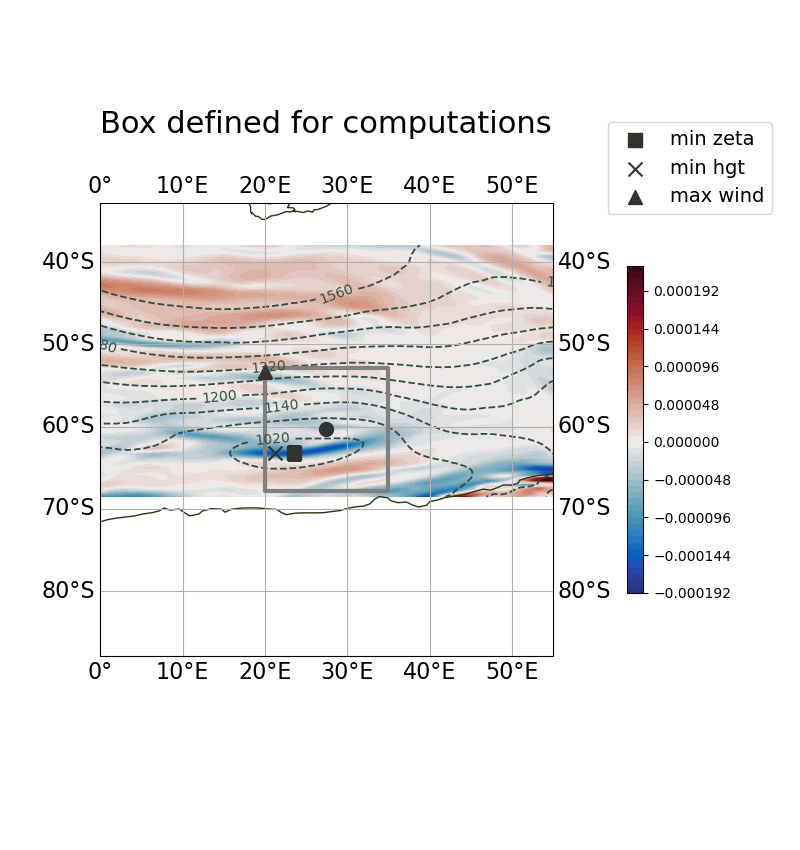 Box defined for computations
min zeta
min hgt
max wind
0° 10°E 20°E 30°E 40°E 50°E
40°S 40°S
50°S 50°S
60°S 60°S
70°S 70°S
80°S 80°S
0° 10°E 20°E 30°E 40°E 50°E
1560
1320
1200
1140
1020
0.000192
0.000144
0.000096
0.000048
0.000000
−0.000048
−0.000096
−0.000144
−0.000192